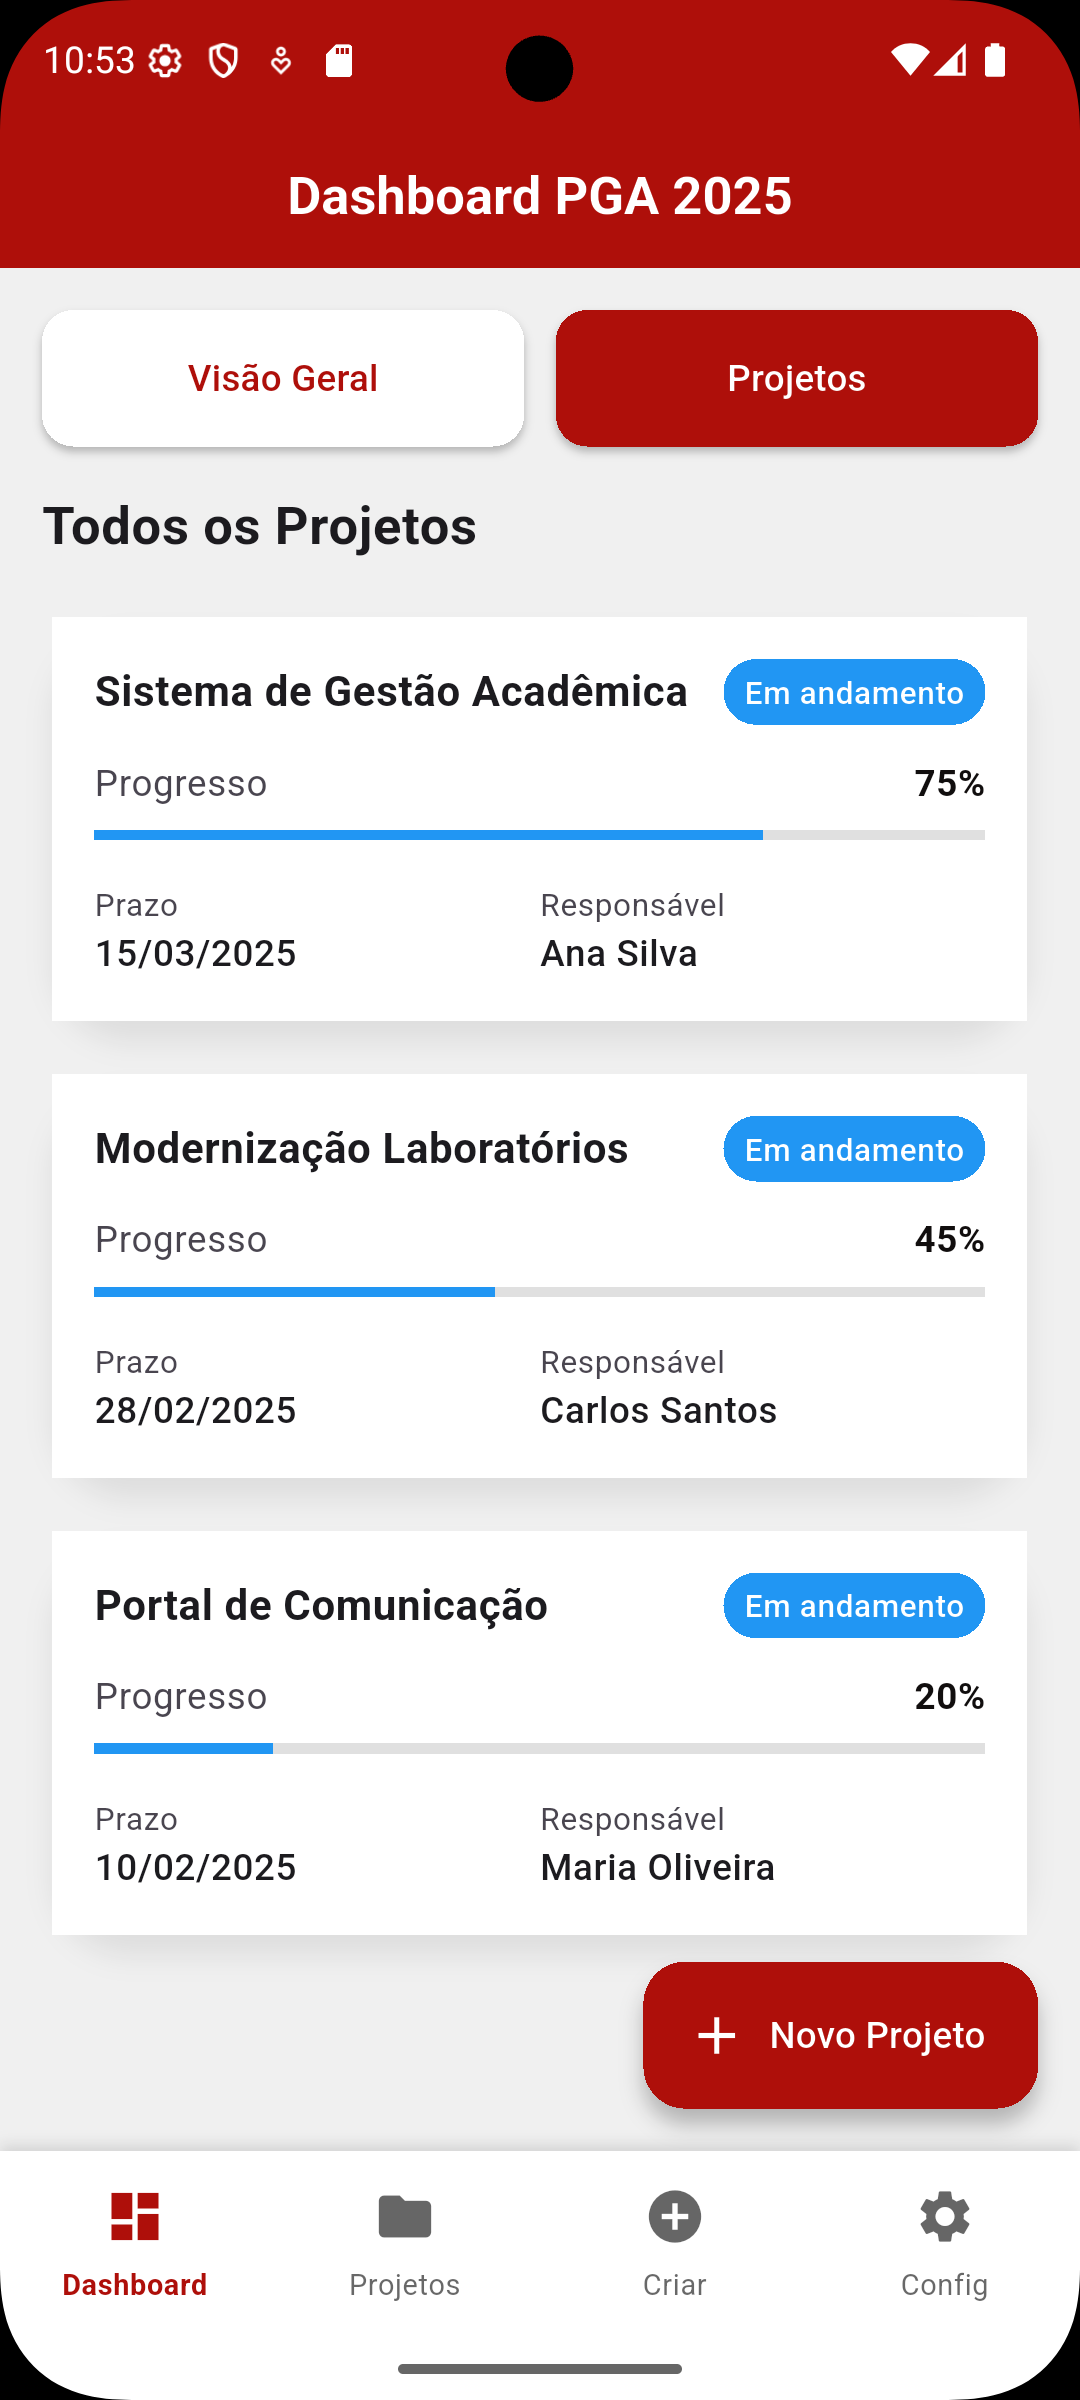 10:53
Dashboard PGA 2025
Visão Geral
Projetos
Todos os Projetos
Sistema de Gestão Acadêmica
Em andamento
Progresso
75%
Prazo
Responsável
15/03/2025
Ana Silva
Modernização Laboratórios
Em andamento
Progresso
45%
Prazo
Responsável
28/02/2025
Carlos Santos
Portal de Comunicação
Em andamento
Progresso
20%
Prazo
Responsável
10/02/2025
Maria Oliveira
Novo Projeto
Dashboard
Projetos
Criar
Config